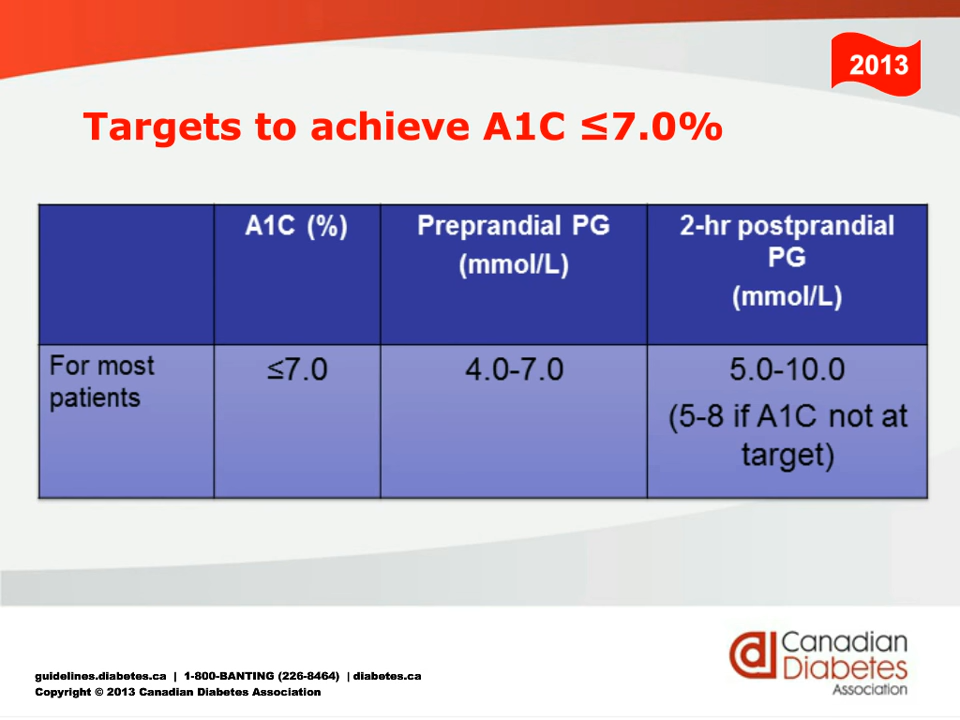 2013
Targets to achieve A1C ≤7.0%
A1C (%)
Preprandial PG
(mmol/L)
2-hr postprandial
PG
(mmol/L)
For most
patients
≤7.0
4.0-7.0
5.0-10.0
(5-8 if A1C not at
target)
guidelines.diabetes.ca | 1-800-BANTING (226-8464) | diabetes.ca
Copyright © 2013 Canadian Diabetes Association
Canadian
Diabetes
Association